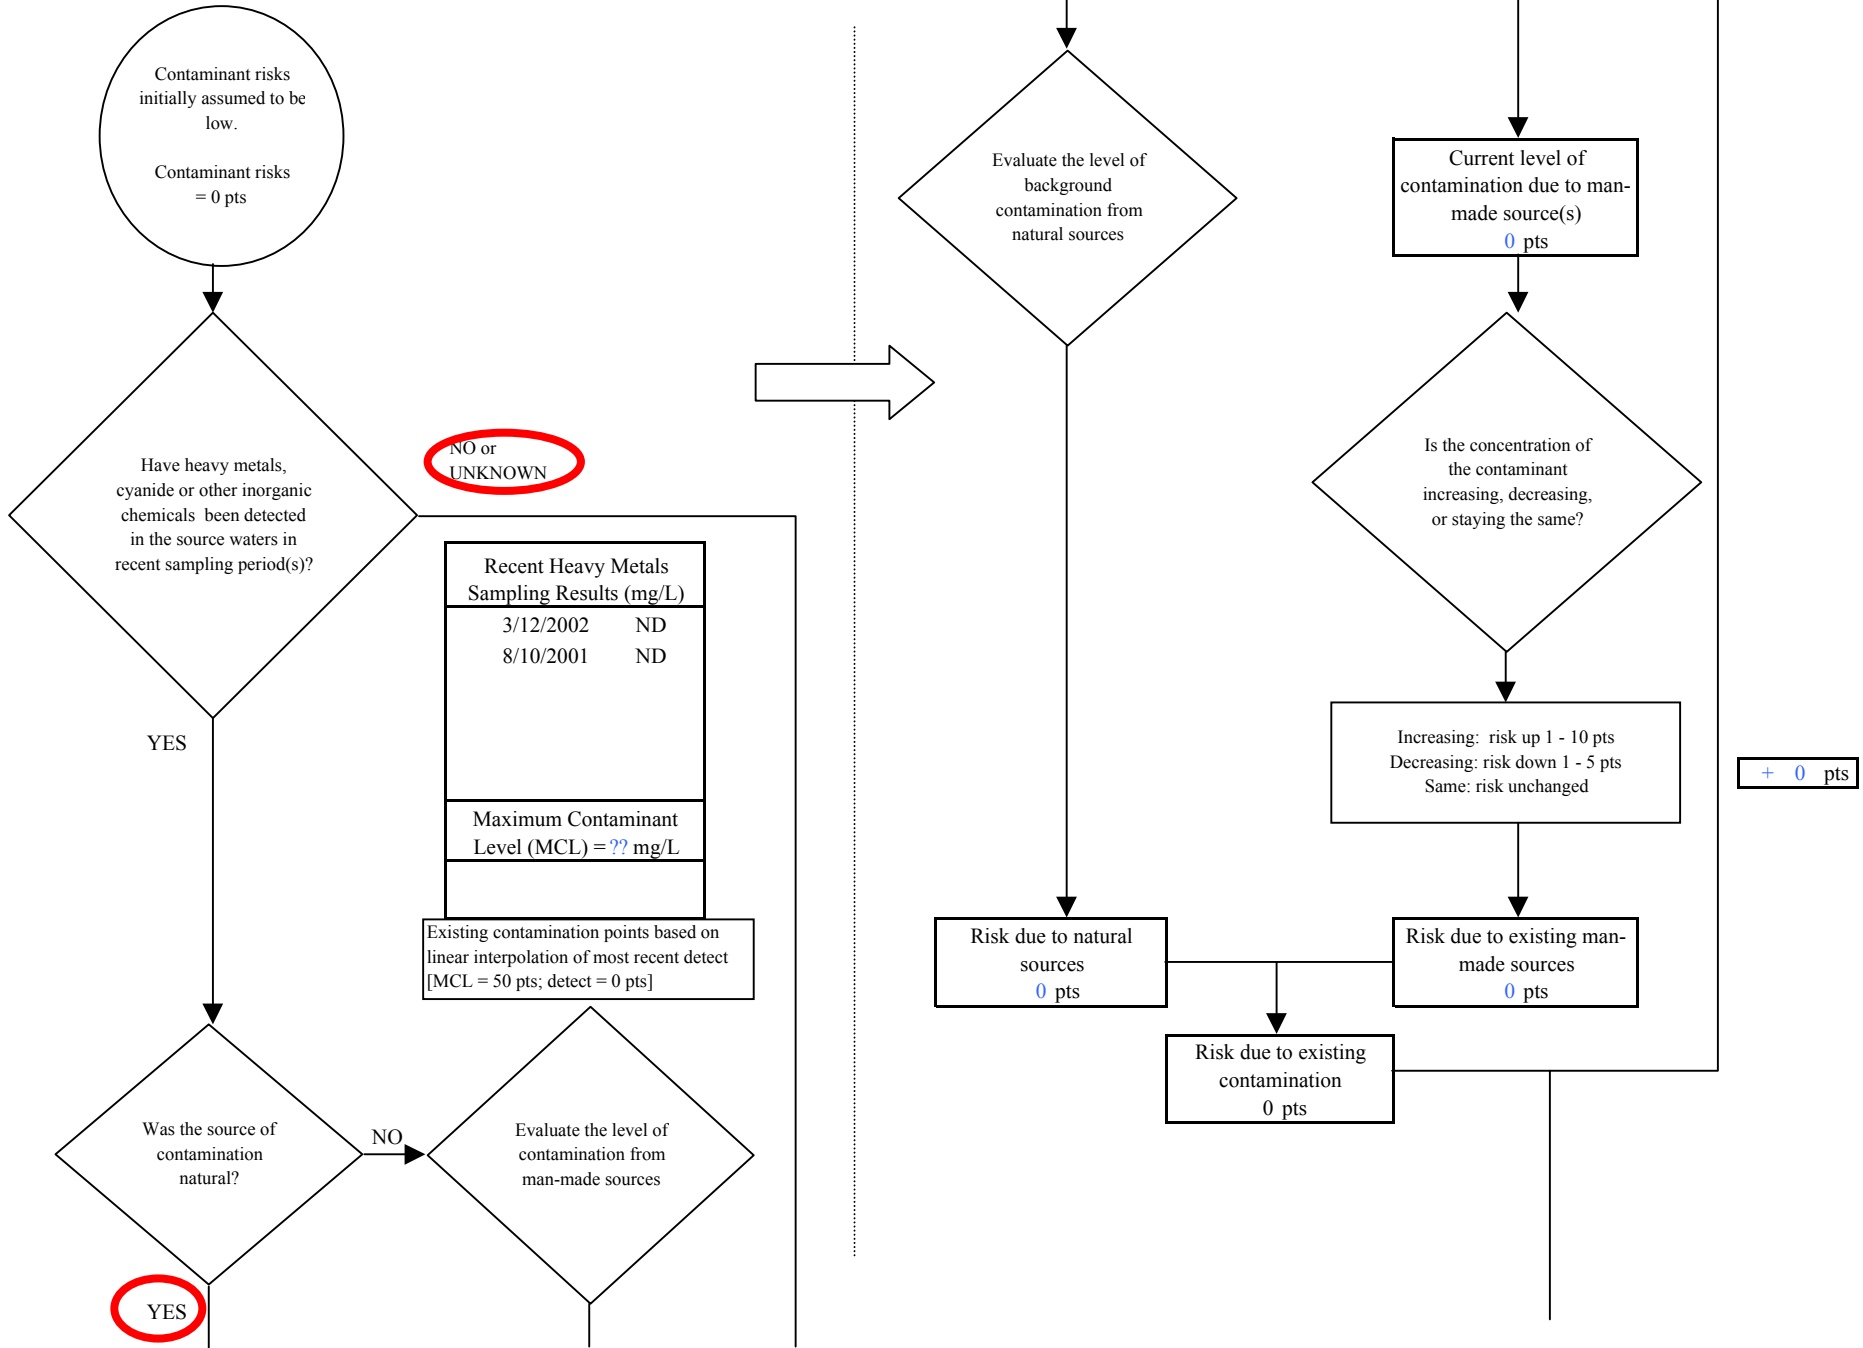 Contaminant risks
initially assumed to be
low.
Contaminant risks
= 0 pts
Have heavy metals,
cyanide or other inorganic
chemicals been detected
in the source waters in
recent sampling period(s)?
NO or
UNKNOWN
Recent Heavy Metals
Sampling Results (mg/L)
3/12/2002 ND
8/10/2001 ND
Maximum Contaminant
Level (MCL) = ?? mg/L
Existing contamination points based on
linear interpolation of most recent detect
[MCL = 50 pts; detect = 0 pts]
YES
Was the source of
contamination
natural?
NO
Evaluate the level of
contamination from
man-made sources
YES
Evaluate the level of
background
contamination from
natural sources
Current level of
contamination due to man-
made source(s)
0 pts
Is the concentration of
the contaminant
increasing, decreasing,
or staying the same?
Increasing: risk up 1 - 10 pts
Decreasing: risk down 1 - 5 pts
Same: risk unchanged
+ 0 pts
Risk due to natural
sources
0 pts
Risk due to existing man-
made sources
0 pts
Risk due to existing
contamination
0 pts